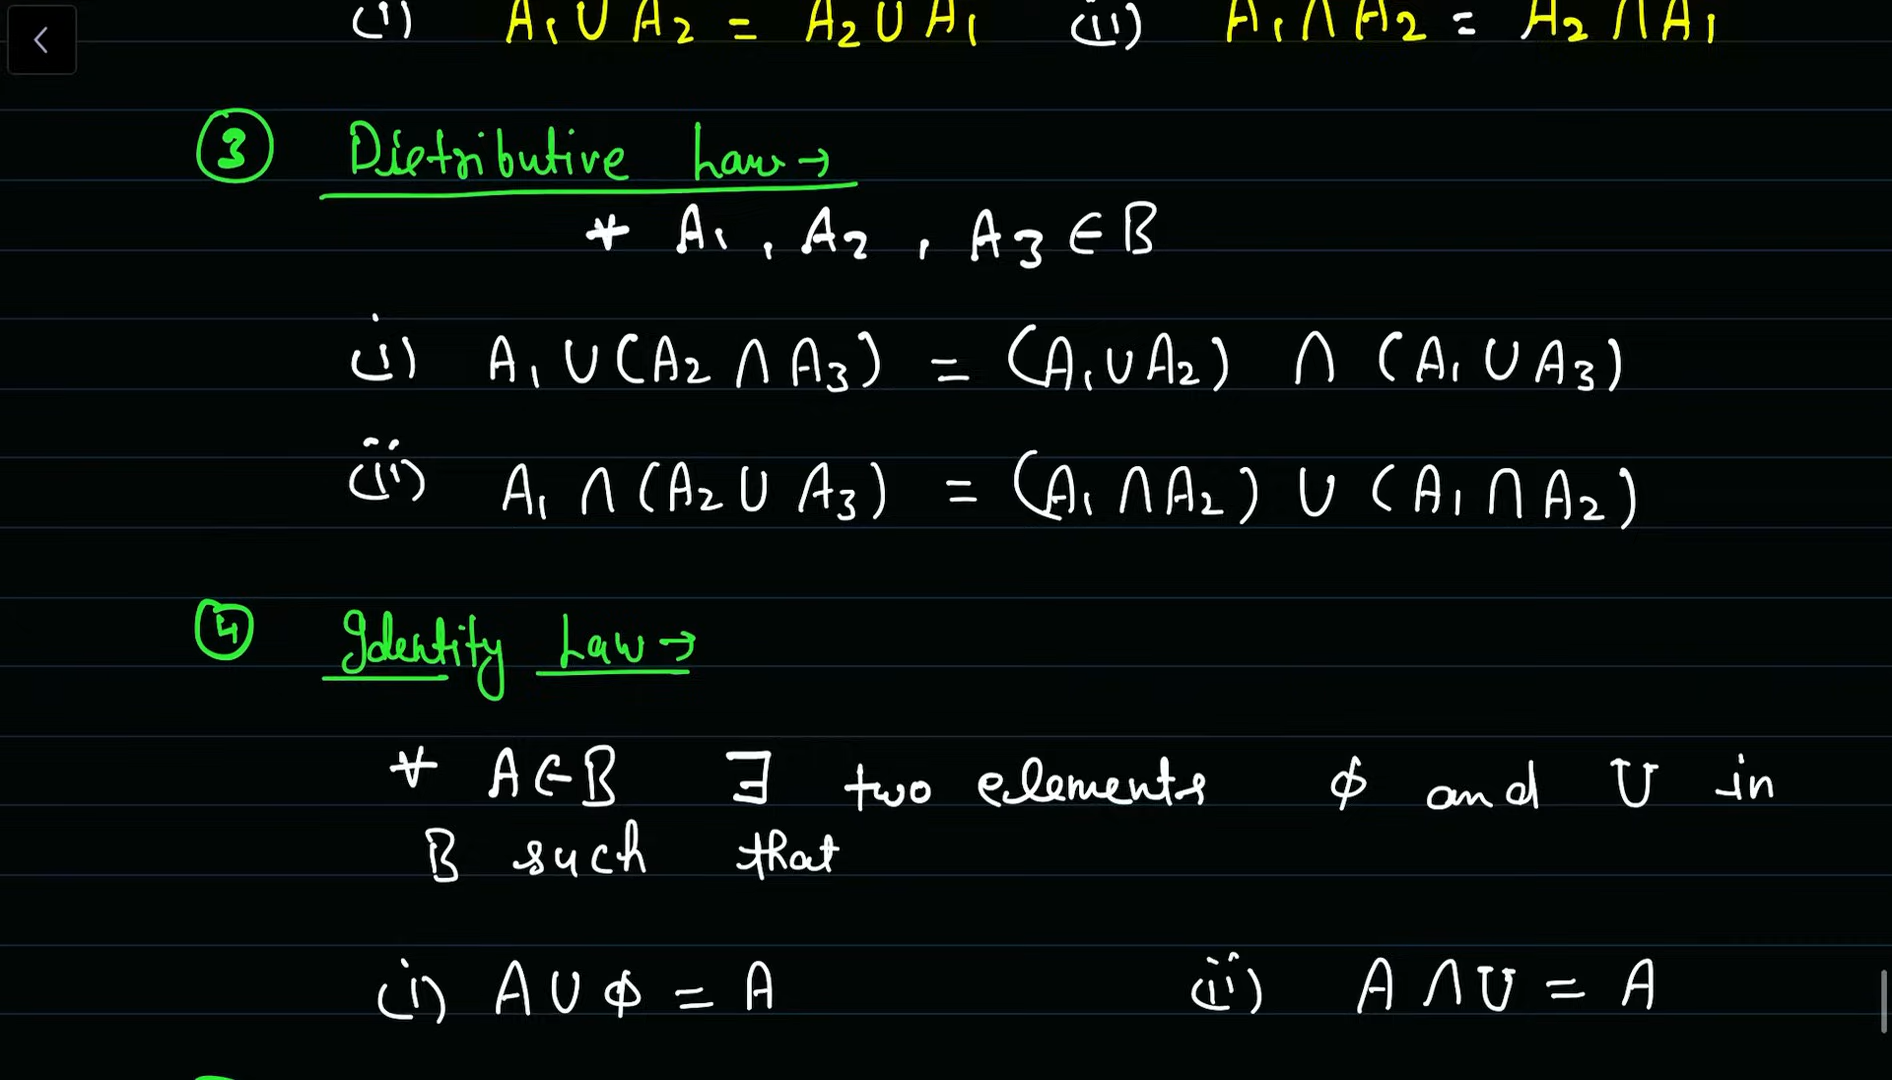 (i) A₁ ∪ A₂ = A₂ ∪ A₁ (ii) A₁ ∩ A₂ = A₂ ∩ A₁
③ Distributive Law →
∀ A₁, A₂, A₃ ∈ B
(i) A₁ ∪ (A₂ ∩ A₃) = (A₁ ∪ A₂) ∩ (A₁ ∪ A₃)
(ii) A₁ ∩ (A₂ ∪ A₃) = (A₁ ∩ A₂) ∪ (A₁ ∩ A₂)
④ Identity Law →
∀ A ∈ B ∃ two elements ϕ and U in
B such that
(i) A ∪ ϕ = A (ii) A ∩ U = A